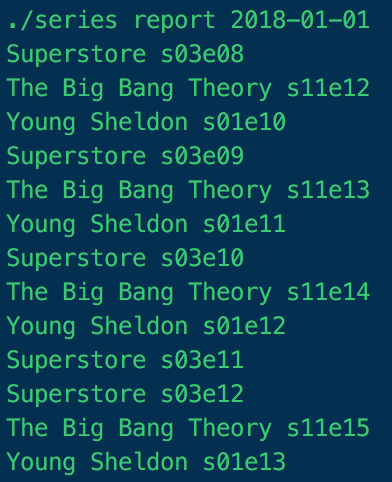 ./series report 2018-01-01
Superstore s03e08
The Big Bang Theory s11e12
Young Sheldon s01e10
Superstore s03e09
The Big Bang Theory s11e13
Young Sheldon s01e11
Superstore s03e10
The Big Bang Theory s11e14
Young Sheldon s01e12
Superstore s03e11
Superstore s03e12
The Big Bang Theory s11e15
Young Sheldon s01e13